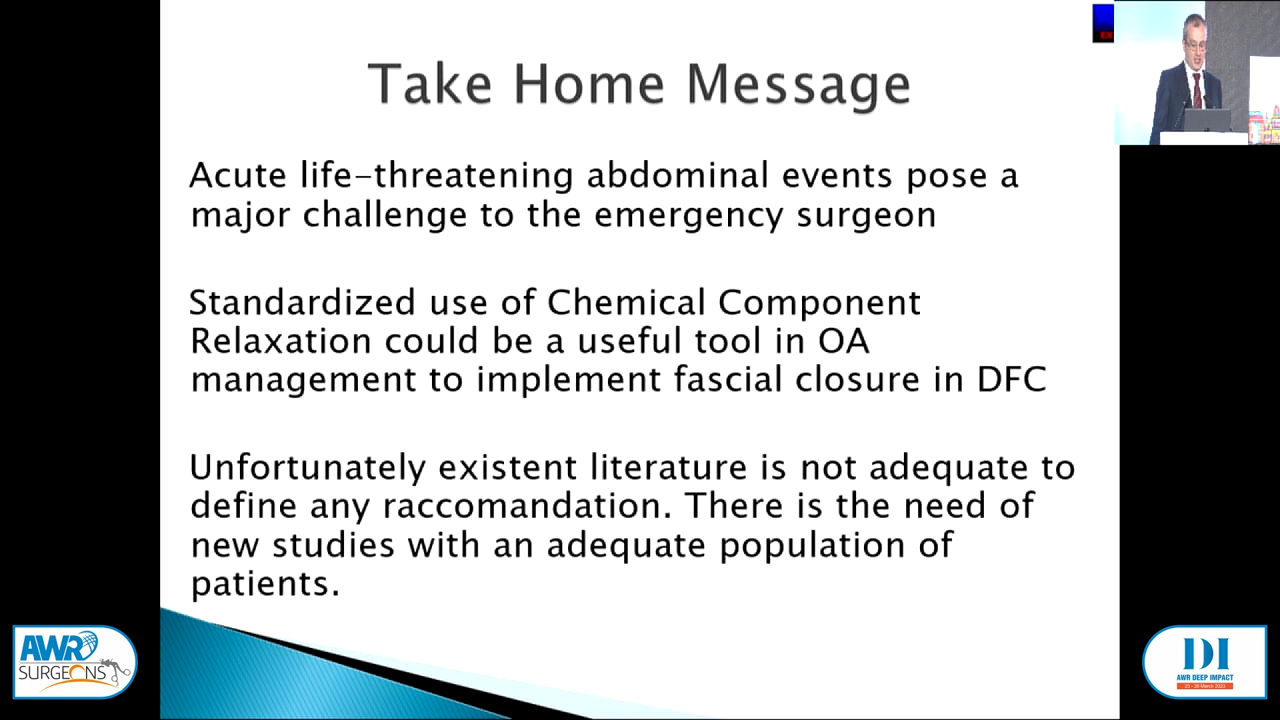 Take Home Message
Acute life-threatening abdominal events pose a
major challenge to the emergency surgeon
Standardized use of Chemical Component
Relaxation could be a useful tool in OA
management to implement fascial closure in DFC
Unfortunately existent literature is not adequate to
define any raccomandation. There is the need of
new studies with an adequate population of
patients.
AWR
SURGEONS
DI
AWR DEEP IMPACT